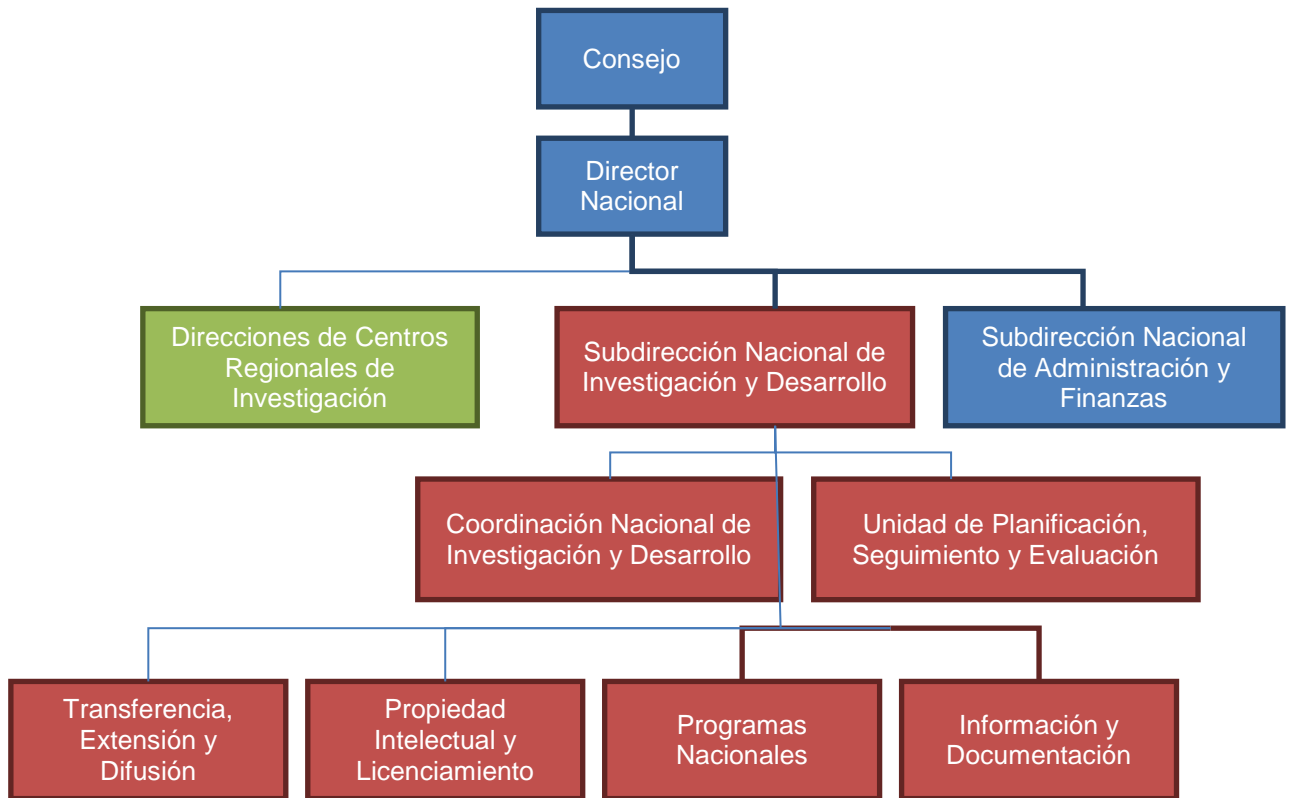 Consejo
Director
Nacional
Direcciones de Centros
Regionales de
Investigación
Subdirección Nacional de
Investigación y Desarrollo
Subdirección Nacional
de Administración y
Finanzas
Coordinación Nacional de
Investigación y Desarrollo
Unidad de Planificación,
Seguimiento y Evaluación
Transferencia,
Extensión y
Difusión
Propiedad
Intelectual y
Licenciamiento
Programas
Nacionales
Información y
Documentación